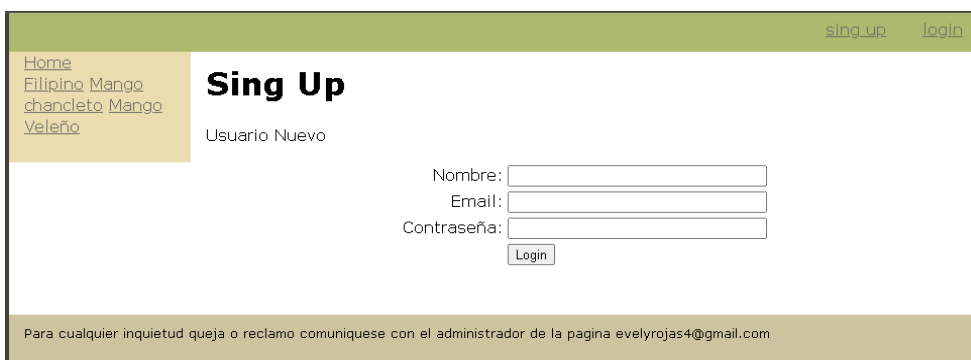 sing up login
Home
Filipino Mango
chancleto Mango
Veleño
Sing Up
Usuario Nuevo
Nombre:
Email:
Contraseña:
Login
Para cualquier inquietud queja o reclamo comuniquese con el administrador de la pagina evelyrojas4@gmail.com